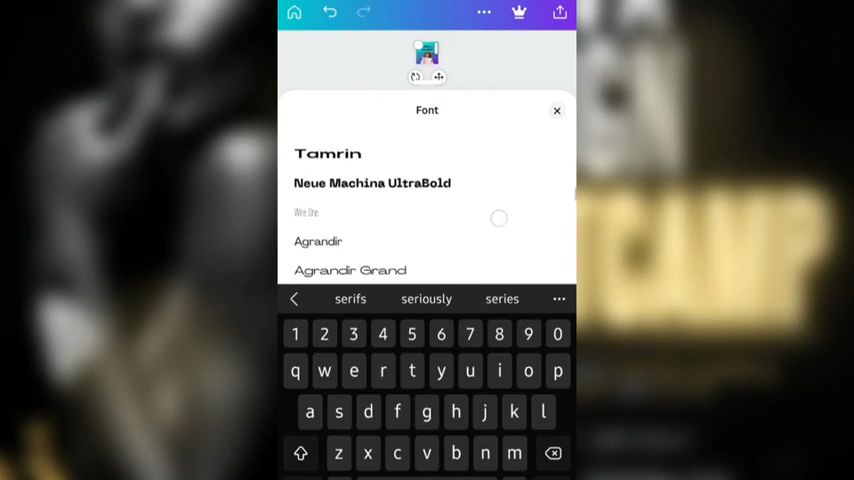 Font
Tamrin
Neue Machina UltraBold
Wire One
Agrandir
Agrandir Grand
serifs seriously series
1 2 3 4 5 6 7 8 9 0
q w e r t y u i o p
a s d f g h j k l
z x c v b n m